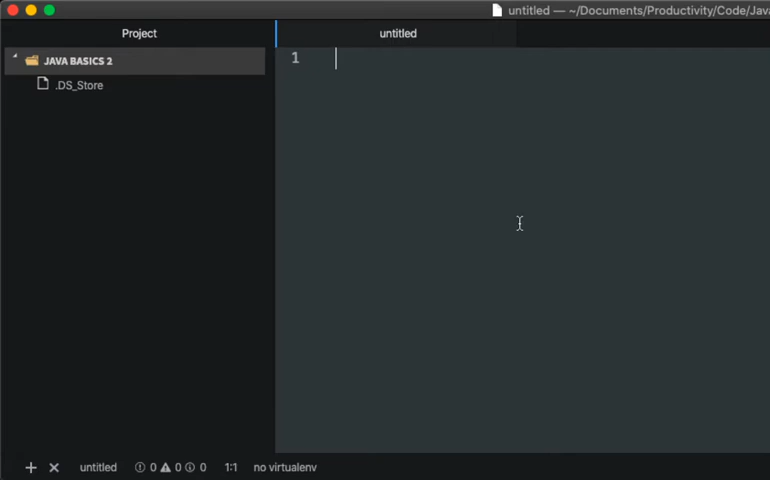 untitled — ~/Documents/Productivity/Code/Java
Project
untitled
JAVA BASICS 2
.DS_Store
1
untitled 0 0 0 1:1 no virtualenv